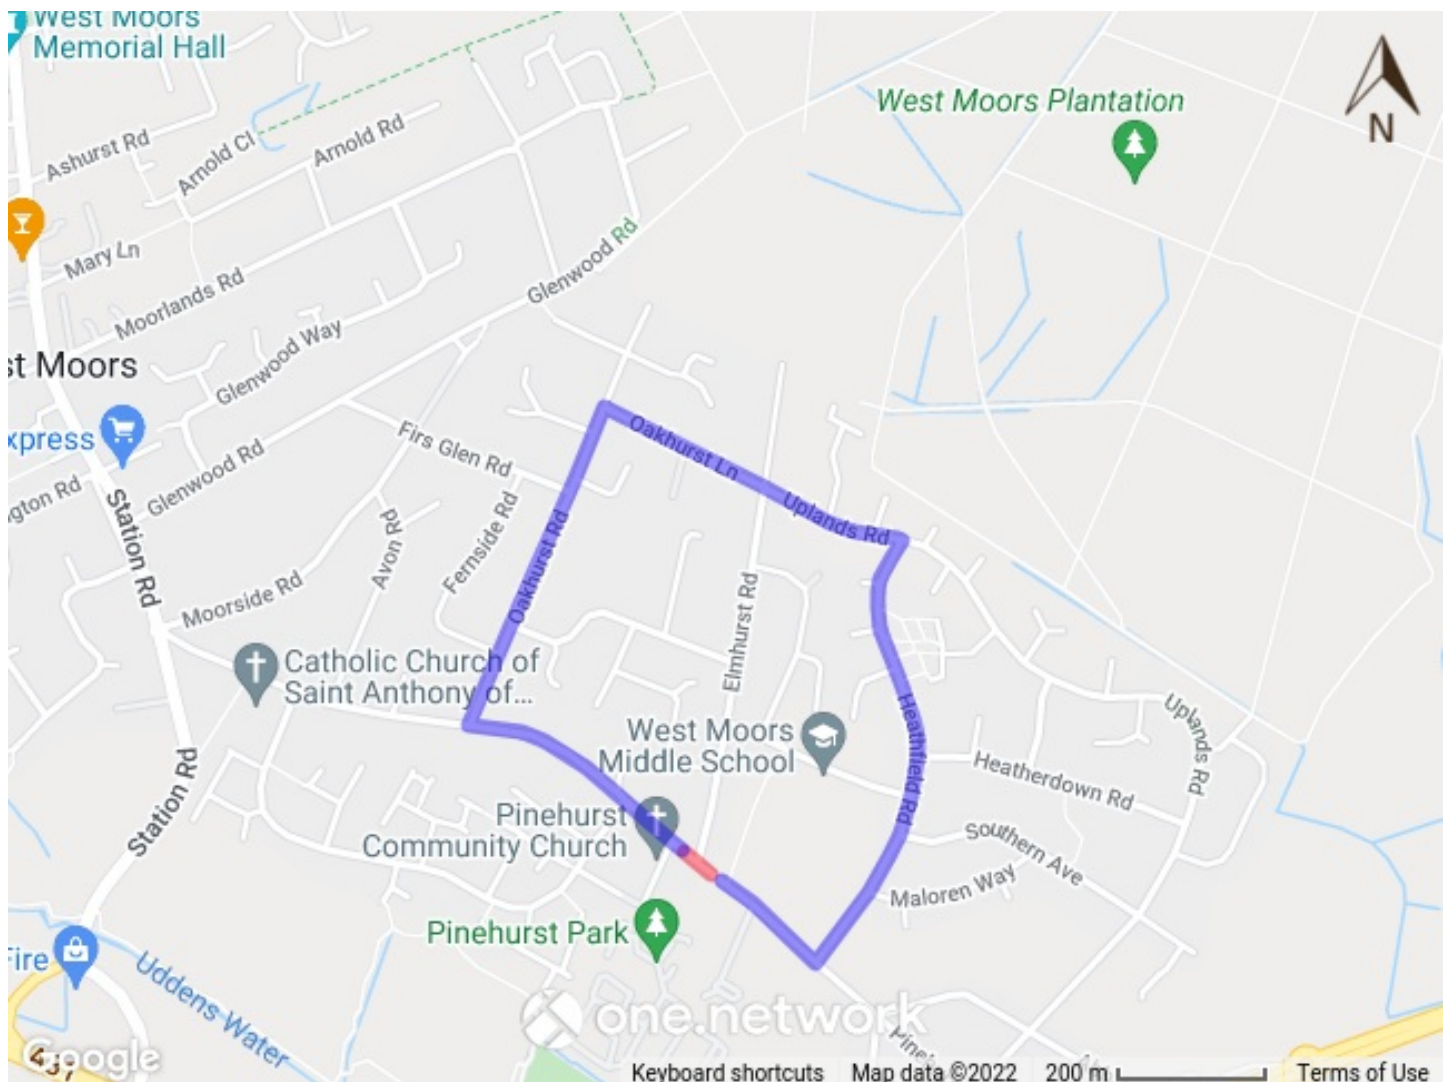 West Moors
Memorial Hall
West Moors Plantation
N
Ashurst Rd
Arnold Cl
Arnold Rd
Mary Ln
Glenwood Rd
Moorlands Rd
Glenwood Way
st Moors
xpress
Firs Glen Rd
Oakhurst Ln
Glenwood Rd
gton Rd
Station Rd
Uplands Rd
Avon Rd
Fernside Rd
Oakhurst Rd
Moorside Rd
Elmhurst Rd
Catholic Church of
Saint Anthony of...
West Moors
Middle School
Heathfield Rd
Uplands Rd
Heatherdown Rd
Station Rd
Pinehurst
Community Church
Southern Ave
Maloren Way
Pinehurst Park
Fire
Uddens Water
one.network
Google
Keyboard shortcuts
Map data ©2022
200 m
Terms of Use